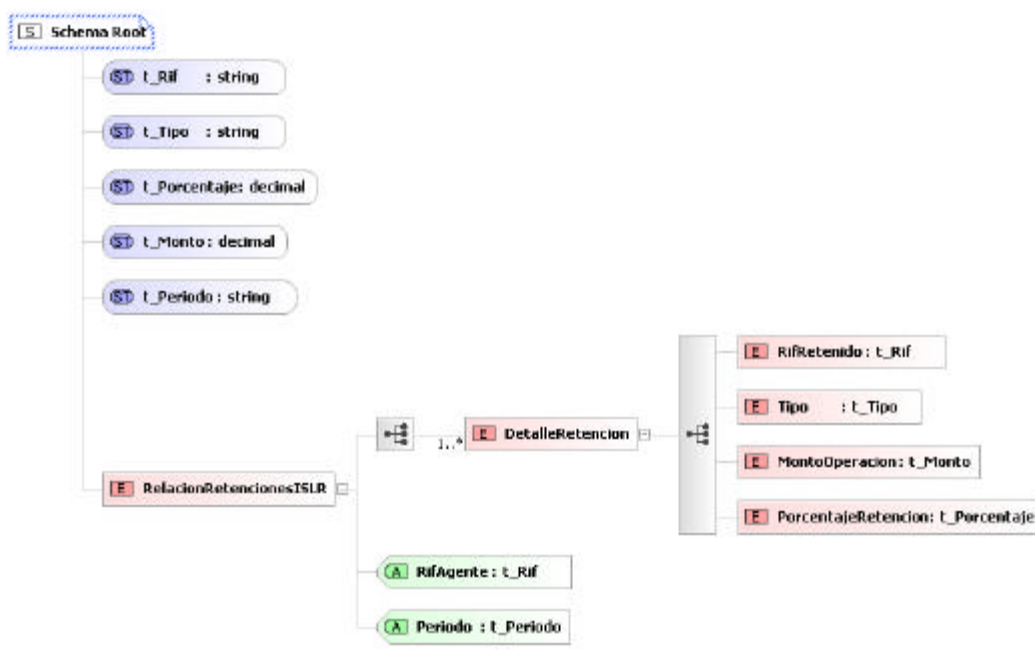 S Schema Root
ST t_Rif : string
ST t_Tipo : string
ST t_Porcentaje: decimal
ST t_Monto : decimal
ST t_Periodo : string
E RifRetenido : t_Rif
E Tipo : t_Tipo
1..* E DetalleRetencion
E MontoOperacion: t_Monto
E RelacionRetencionesISLR
E PorcentajeRetencion: t_Porcentaje
A RifAgente : t_Rif
A Periodo : t_Periodo